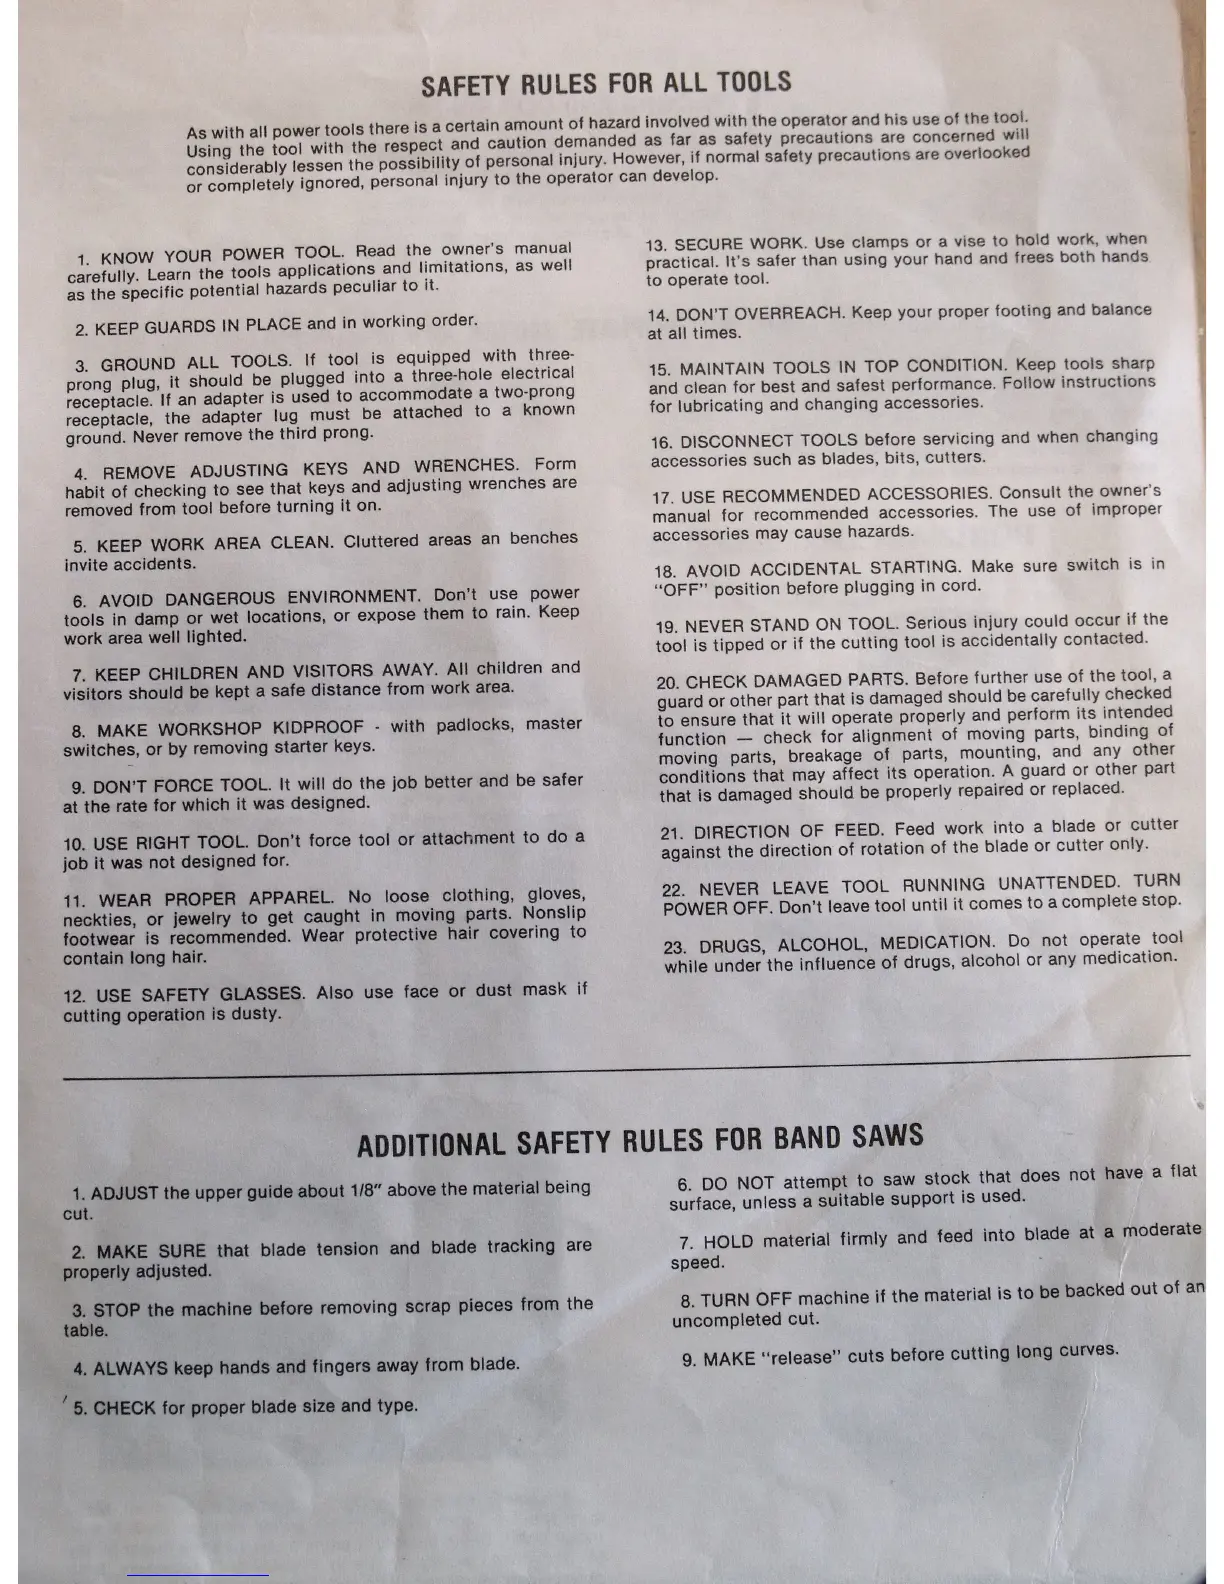 SAFETY RULES FOR ALL TOOLS
As with all power tools there is a certain amount of hazard involved with the operator and his use of the tool.
Using the tool with the respect and caution demanded as far as safety precautions are concerned will
considerably lessen the possibility of personal injury. However, if normal safety precautions are overlooked
or completely ignored, personal injury to the operator can develop.
1. KNOW YOUR POWER TOOL. Read the owner's manual
carefully. Learn the tools applications and limitations, as well
as the specific potential hazards peculiar to it.
2. KEEP GUARDS IN PLACE and in working order.
3. GROUND ALL TOOLS. If tool is equipped with three-
prong plug, it should be plugged into a three-hole electrical
receptacle. If an adapter is used to accommodate a two-prong
receptacle, the adapter lug must be attached to a known
ground. Never remove the third prong.
4. REMOVE ADJUSTING KEYS AND WRENCHES. Form
habit of checking to see that keys and adjusting wrenches are
removed from tool before turning it on.
5. KEEP WORK AREA CLEAN. Cluttered areas an benches
invite accidents.
6. AVOID DANGEROUS ENVIRONMENT. Don't use power
tools in damp or wet locations, or expose them to rain. Keep
work area well lighted.
7. KEEP CHILDREN AND VISITORS AWAY. All children and
visitors should be kept a safe distance from work area.
8. MAKE WORKSHOP KIDPROOF - with padlocks, master
switches, or by removing starter keys.
9. DON'T FORCE TOOL. It will do the job better and be safer
at the rate for which it was designed.
10. USE RIGHT TOOL. Don't force tool or attachment to do a
job it was not designed for.
11. WEAR PROPER APPAREL. No loose clothing, gloves,
neckties, or jewelry to get caught in moving parts. Nonslip
footwear is recommended. Wear protective hair covering to
contain long hair.
12. USE SAFETY GLASSES. Also use face or dust mask if
cutting operation is dusty.
13. SECURE WORK. Use clamps or a vise to hold work, when
practical. It's safer than using your hand and frees both hands
to operate tool.
14. DON'T OVERREACH. Keep your proper footing and balance
at all times.
15. MAINTAIN TOOLS IN TOP CONDITION. Keep tools sharp
and clean for best and safest performance. Follow instructions
for lubricating and changing accessories.
16. DISCONNECT TOOLS before servicing and when changing
accessories such as blades, bits, cutters.
17. USE RECOMMENDED ACCESSORIES. Consult the owner's
manual for recommended accessories. The use of improper
accessories may cause hazards.
18. AVOID ACCIDENTAL STARTING. Make sure switch is in
"OFF" position before plugging in cord.
19. NEVER STAND ON TOOL. Serious injury could occur if the
tool is tipped or if the cutting tool is accidentally contacted.
20. CHECK DAMAGED PARTS. Before further use of the tool, a
guard or other part that is damaged should be carefully checked
to ensure that it will operate properly and perform its intended
function — check for alignment of moving parts, binding of
moving parts, breakage of parts, mounting, and any other
conditions that may affect its operation. A guard or other part
that is damaged should be properly repaired or replaced.
21. DIRECTION OF FEED. Feed work into a blade or cutter
against the direction of rotation of the blade or cutter only.
22. NEVER LEAVE TOOL RUNNING UNATTENDED. TURN
POWER OFF. Don't leave tool until it comes to a complete stop.
23. DRUGS, ALCOHOL, MEDICATION. Do not operate tool
while under the influence of drugs, alcohol or any medication.
ADDITIONAL SAFETY RULES FOR BAND SAWS
1. ADJUST the upper guide about 1/8" above the material being
cut.
2. MAKE SURE that blade tension and blade tracking are
properly adjusted.
3. STOP the machine before removing scrap pieces from the
table.
4. ALWAYS keep hands and fingers away from blade.
5. CHECK for proper blade size and type.
6. DO NOT attempt to saw stock that does not have a flat
surface, unless a suitable support is used.
7. HOLD material firmly and feed into blade at a moderate
speed.
8. TURN OFF machine if the material is to be backed out of an
uncompleted cut.
9. MAKE "release" cuts before cutting long curves.